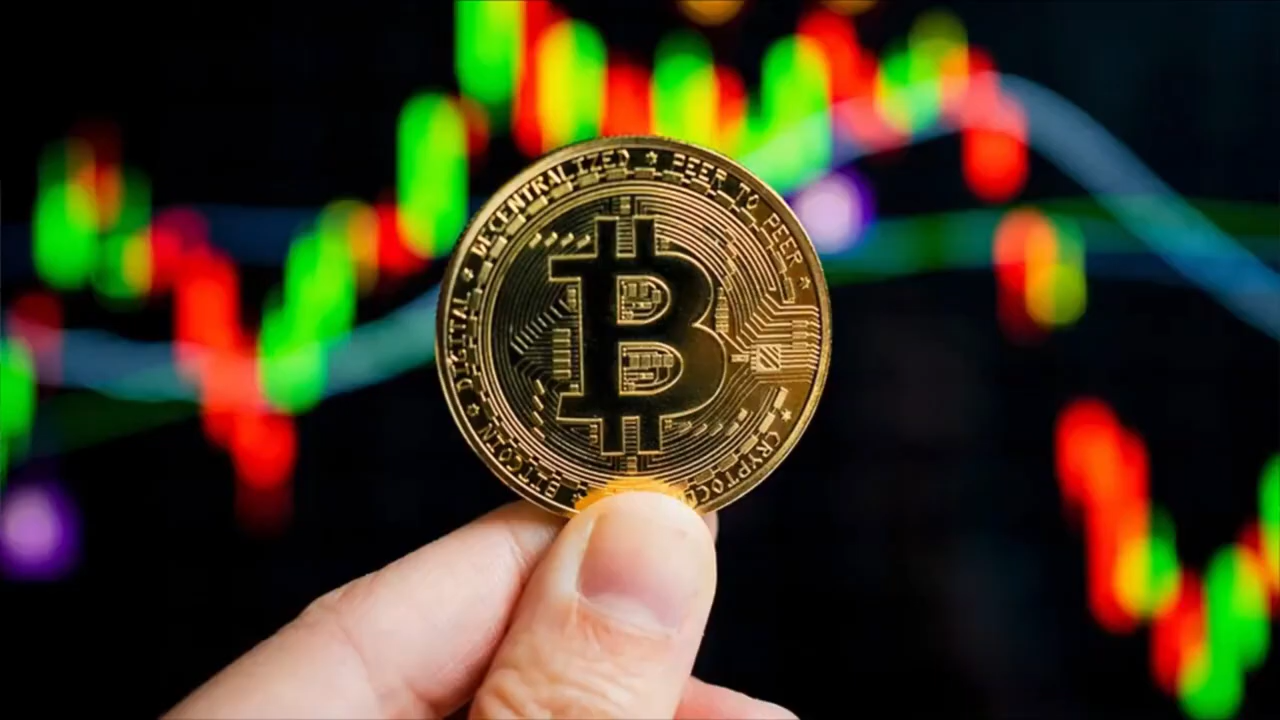 BITCOIN ★ DIGITAL ★ DECENTRALIZED ★ PEER TO PEER ★